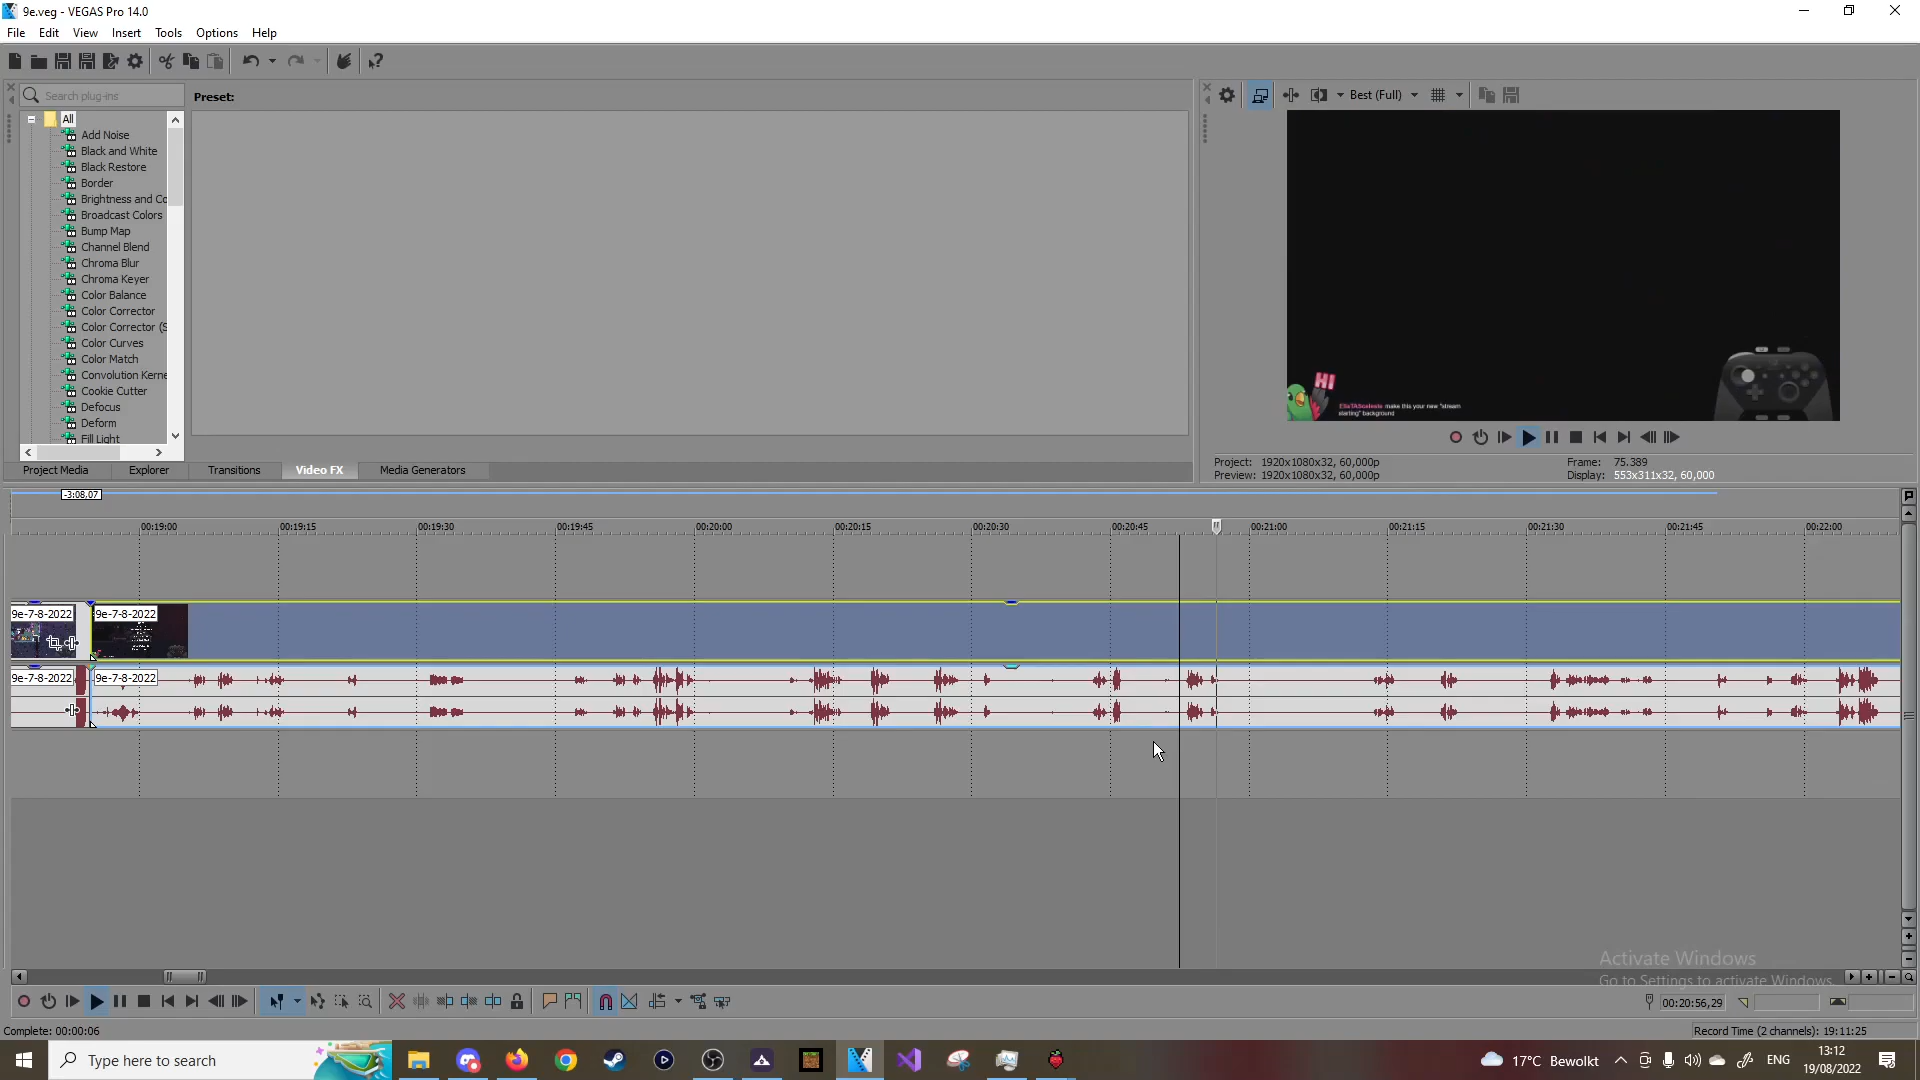 9e.veg - VEGAS Pro 14.0
File Edit View Insert Tools Options Help
Search plug-ins
Preset:
Best (Full)
All
Add Noise
Black and White
Black Restore
Border
Brightness and Co
Broadcast Colors
Bump Map
Channel Blend
Chroma Blur
Chroma Keyer
Color Balance
Color Corrector
Color Corrector (S
Color Curves
Color Match
Convolution Kerne
Cookie Cutter
Defocus
Deform
Fill Light
HI
ESaTASceleste make this your new "stream
starting" background
Project: 1920x1080x32, 60,000p
Frame: 75.389
Preview: 1920x1080x32, 60,000p
Display: 553x311x32, 60,000
Project Media Explorer Transitions Video FX Media Generators
-3:08,07
00:19:00 00:19:15 00:19:30 00:19:45 00:20:00 00:20:15 00:20:30 00:20:45 00:21:00 00:21:15 00:21:30 00:21:45 00:22:00
9e-7-8-2022 9e-7-8-2022
9e-7-8-2022 9e-7-8-2022
Activate Windows
Go to Settings to activate Windows.
00:20:56,29
Complete: 00:00:06
Record Time (2 channels): 19:11:25
Type here to search
17°C Bewolkt
ENG
13:12
19/08/2022